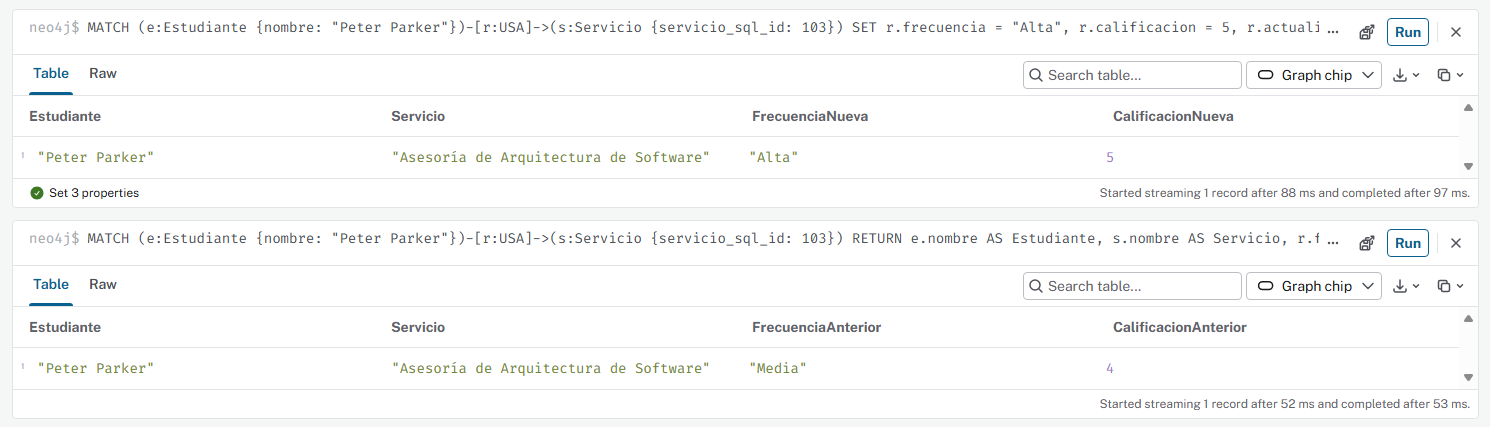 neo4j$ MATCH (e:Estudiante {nombre: "Peter Parker"})-[r:USA]->(s:Servicio {servicio_sql_id: 103}) SET r.frecuencia = "Alta", r.calificacion = 5, r.actuali ... Run
Table Raw Search table... Graph chip
Estudiante Servicio FrecuenciaNueva CalificacionNueva
1 "Peter Parker" "Asesoría de Arquitectura de Software" "Alta" 5
Set 3 properties Started streaming 1 record after 88 ms and completed after 97 ms.
neo4j$ MATCH (e:Estudiante {nombre: "Peter Parker"})-[r:USA]->(s:Servicio {servicio_sql_id: 103}) RETURN e.nombre AS Estudiante, s.nombre AS Servicio, r.f ... Run
Table Raw Search table... Graph chip
Estudiante Servicio FrecuenciaAnterior CalificacionAnterior
1 "Peter Parker" "Asesoría de Arquitectura de Software" "Media" 4
Started streaming 1 record after 52 ms and completed after 53 ms.